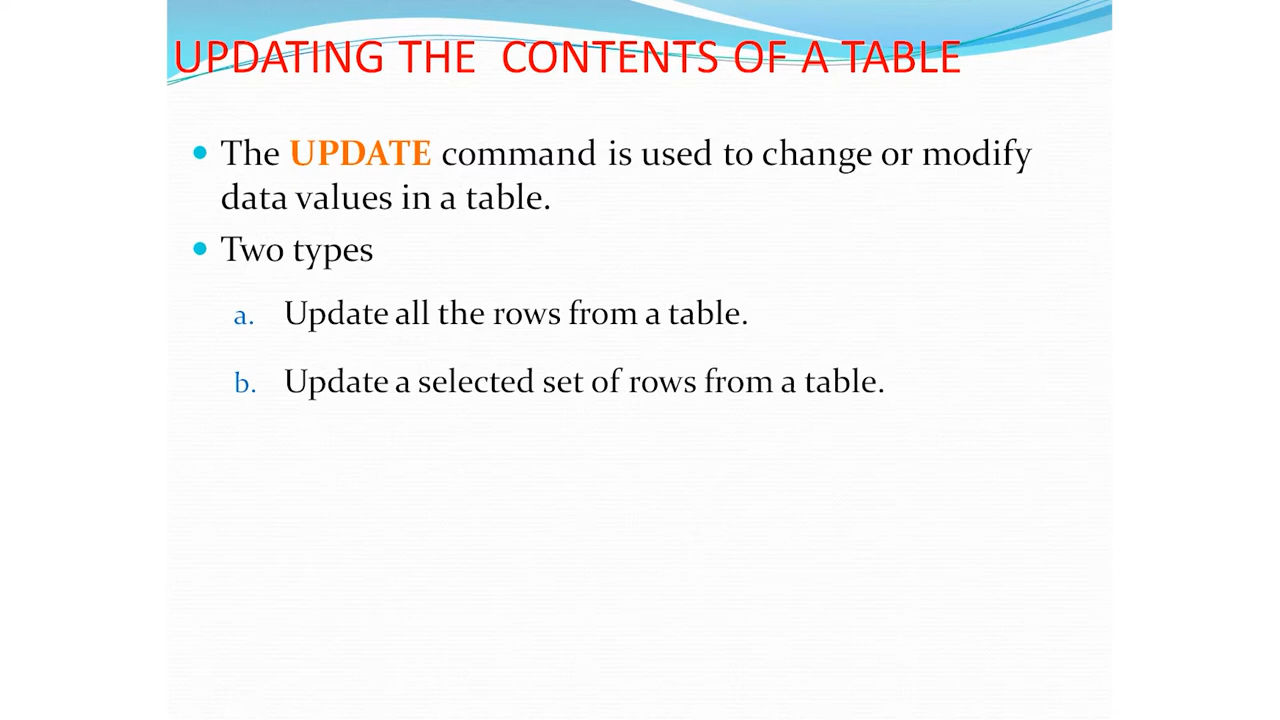 UPDATING THE CONTENTS OF A TABLE
• The UPDATE command is used to change or modify
data values in a table.
• Two types
a. Update all the rows from a table.
b. Update a selected set of rows from a table.